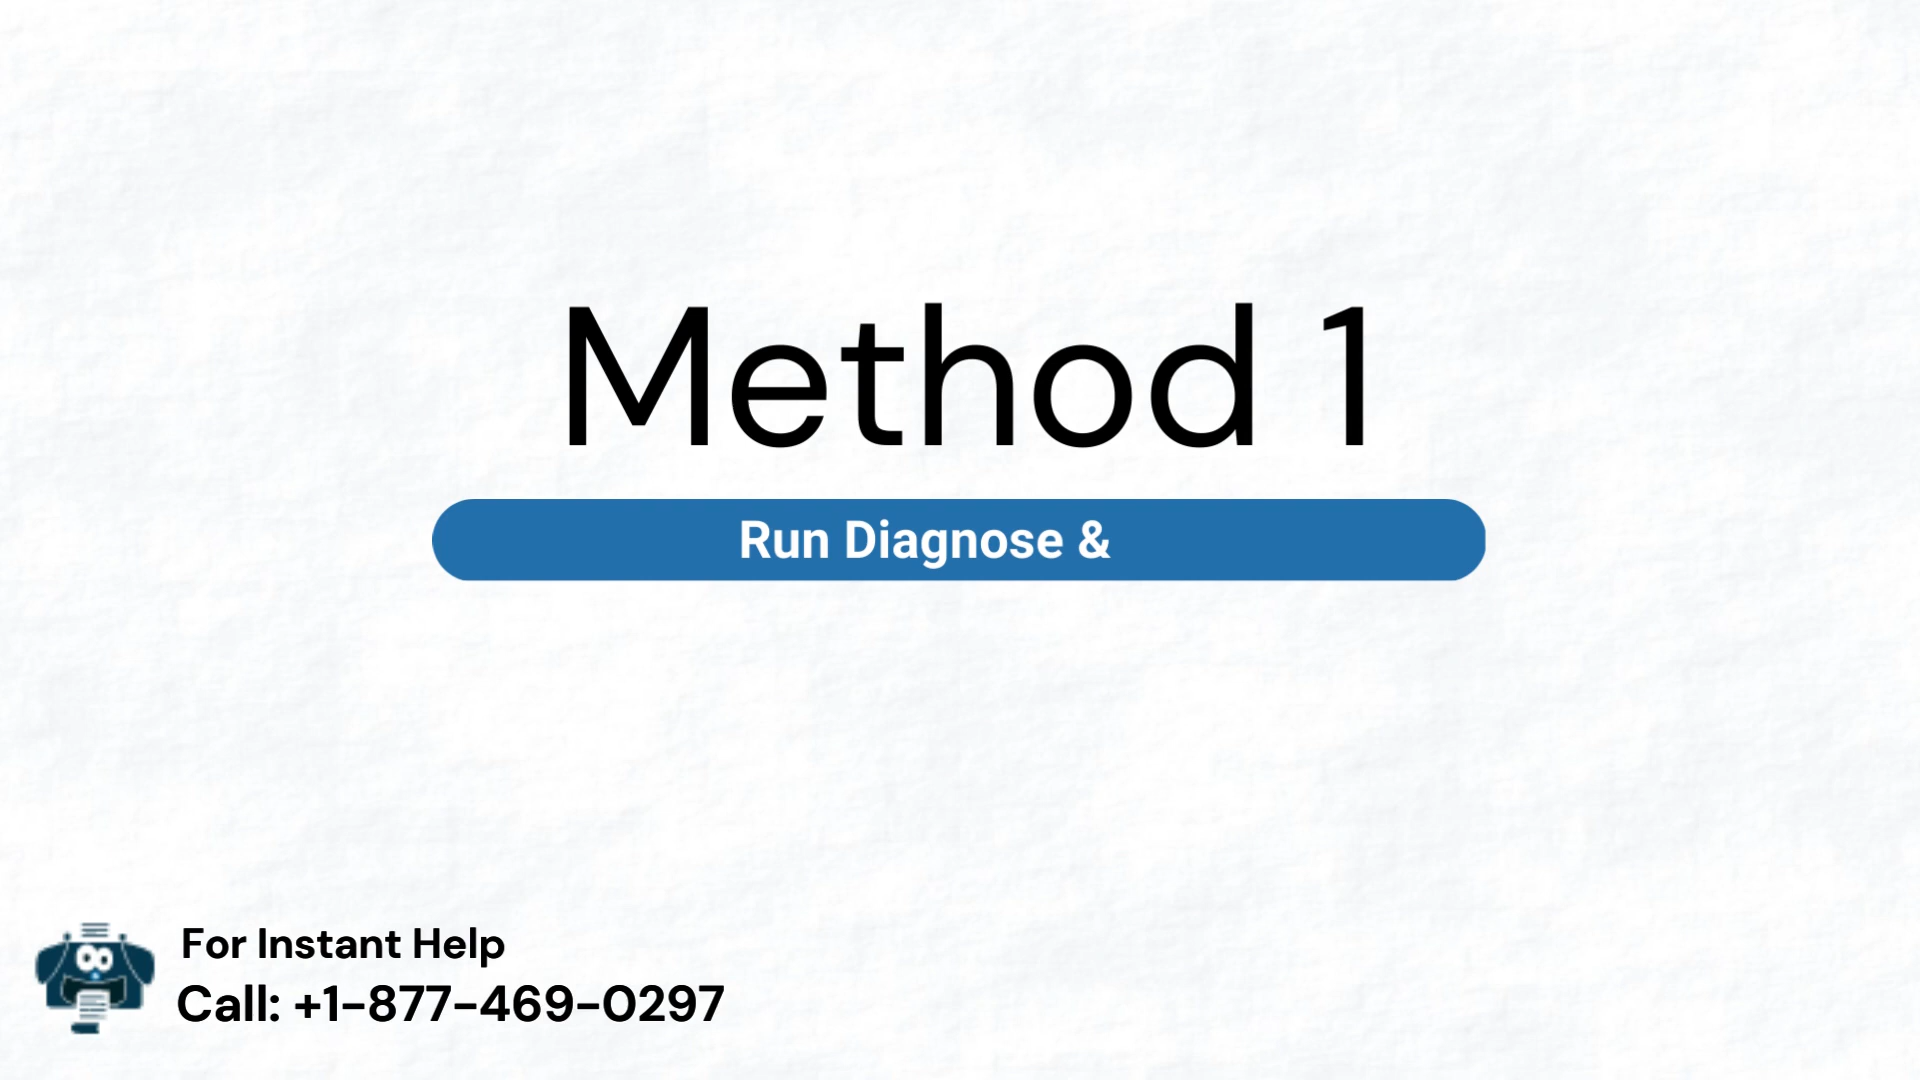 Method 1
Run Diagnose &
For Instant Help
Call: +1-877-469-0297